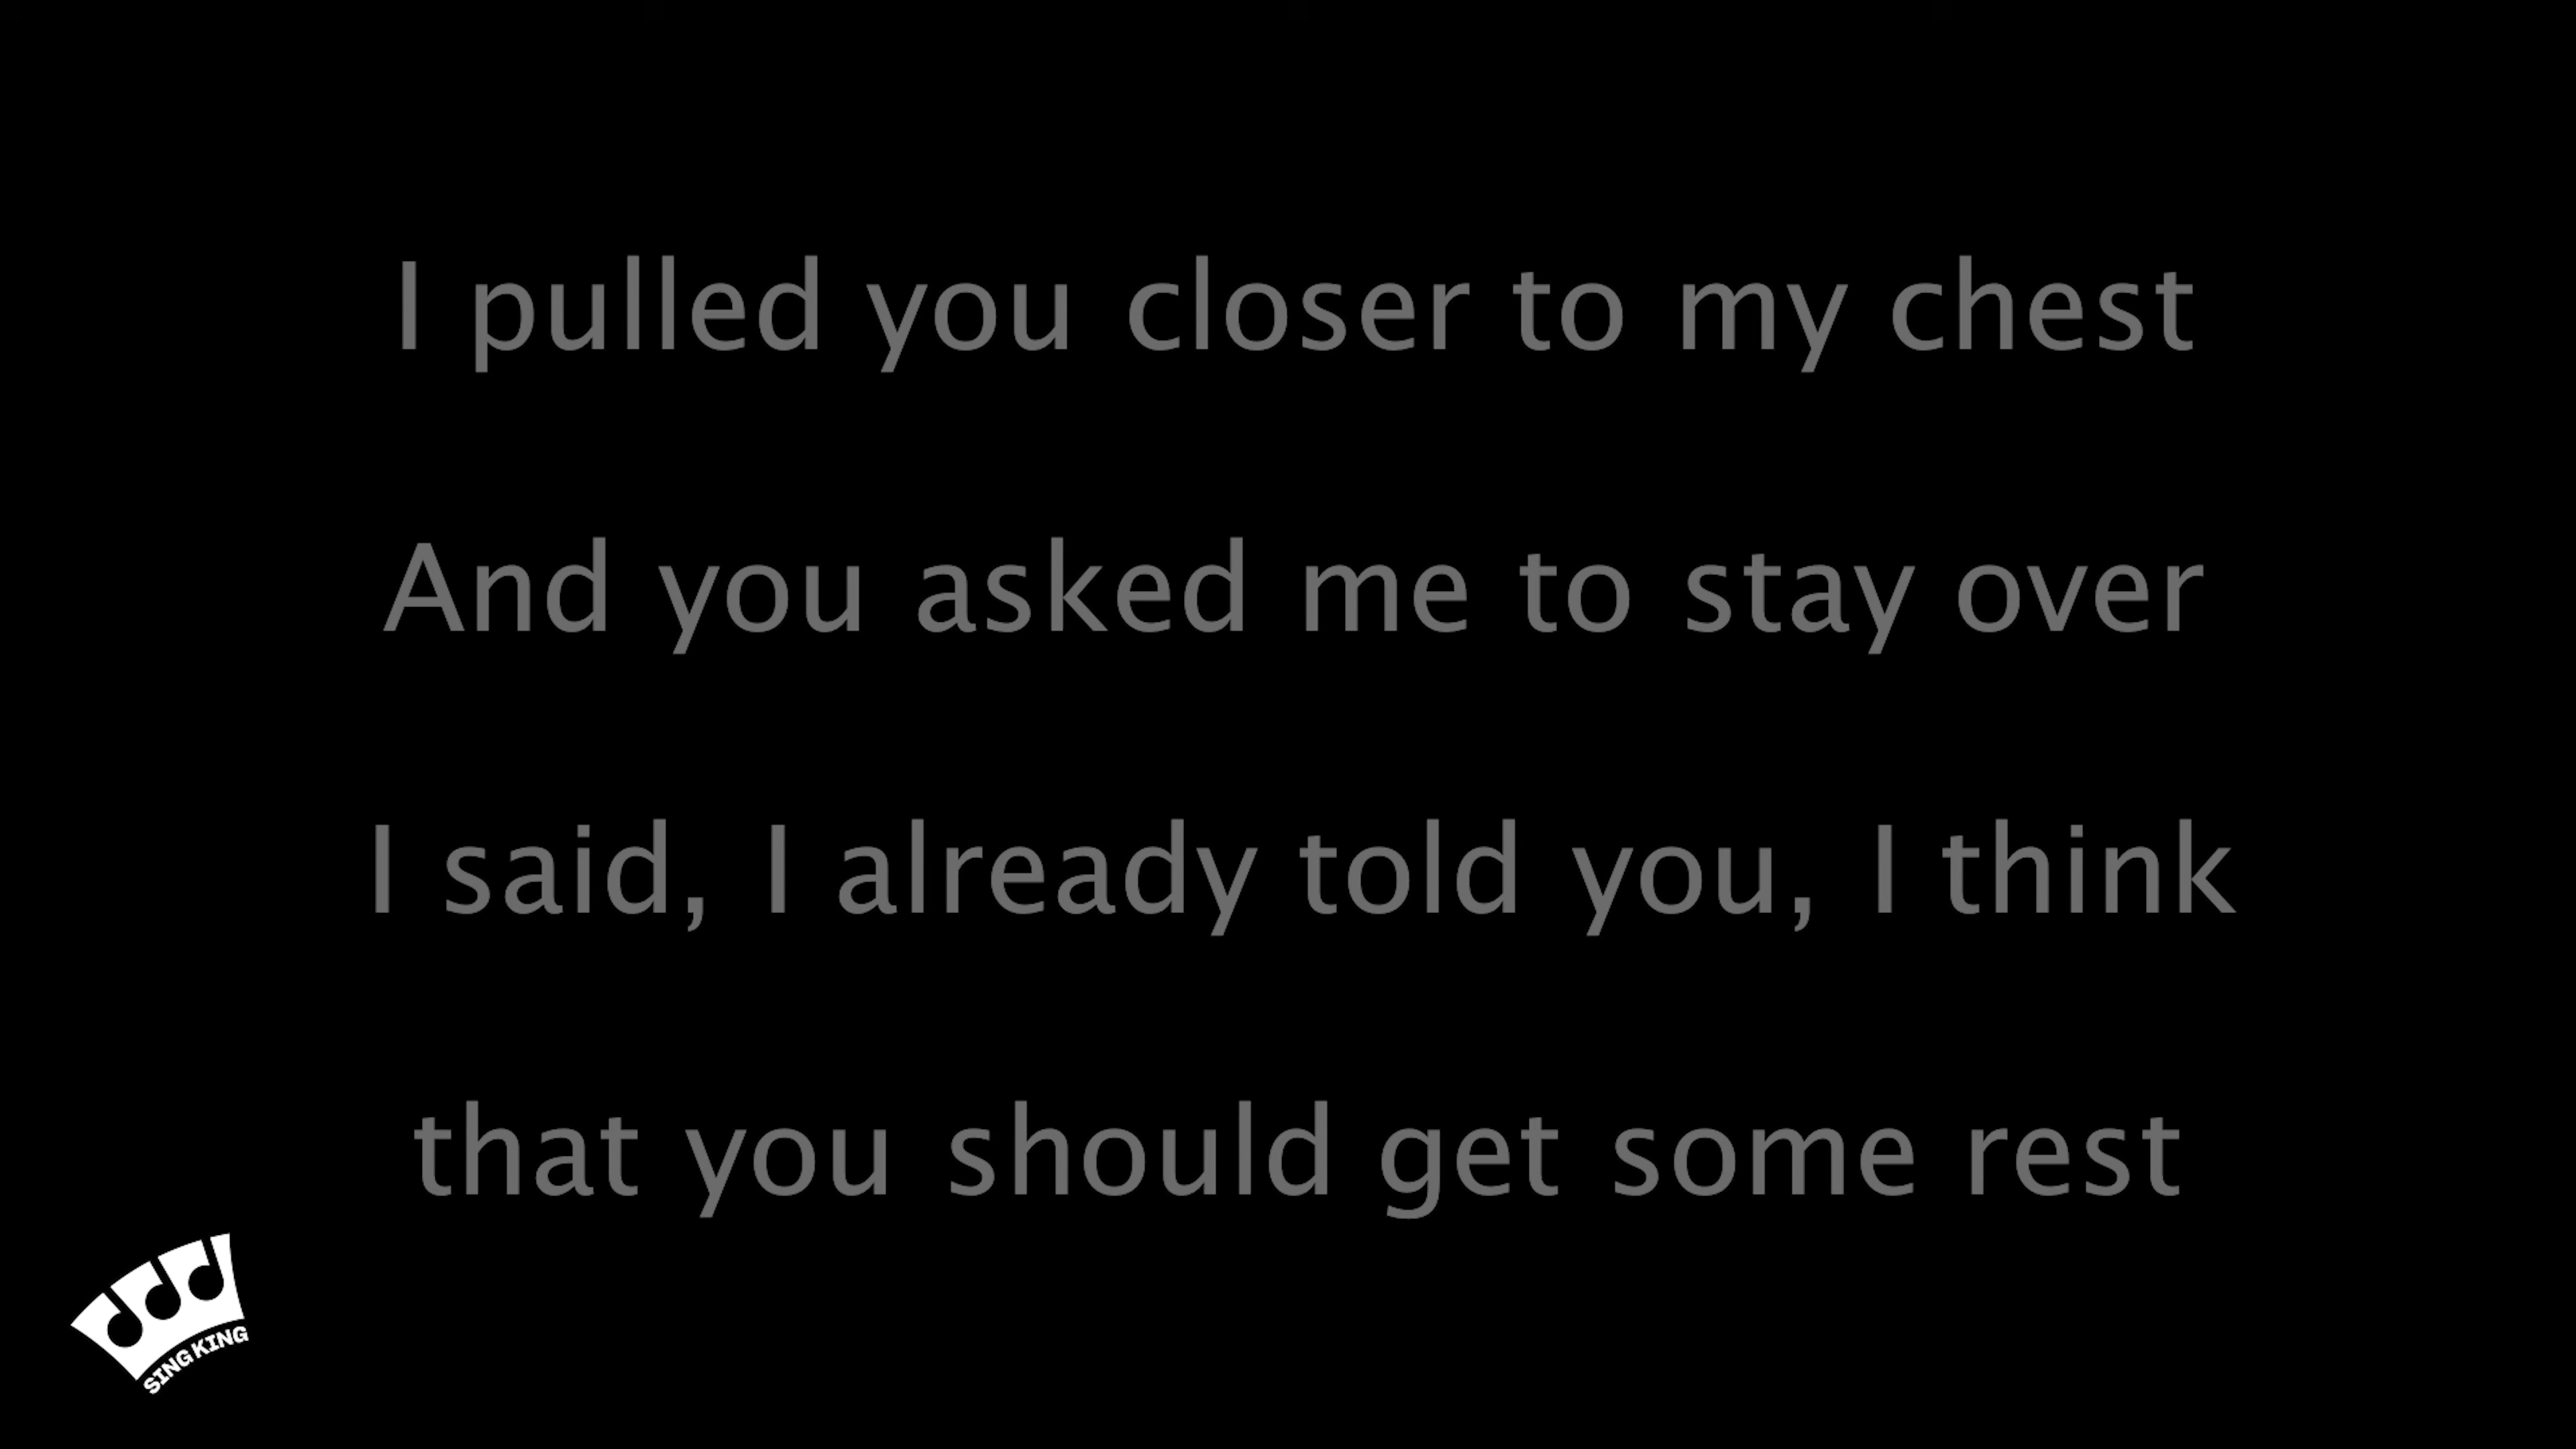 I pulled you closer to my chest
And you asked me to stay over
I said, I already told you, I think
that you should get some rest
SING KING